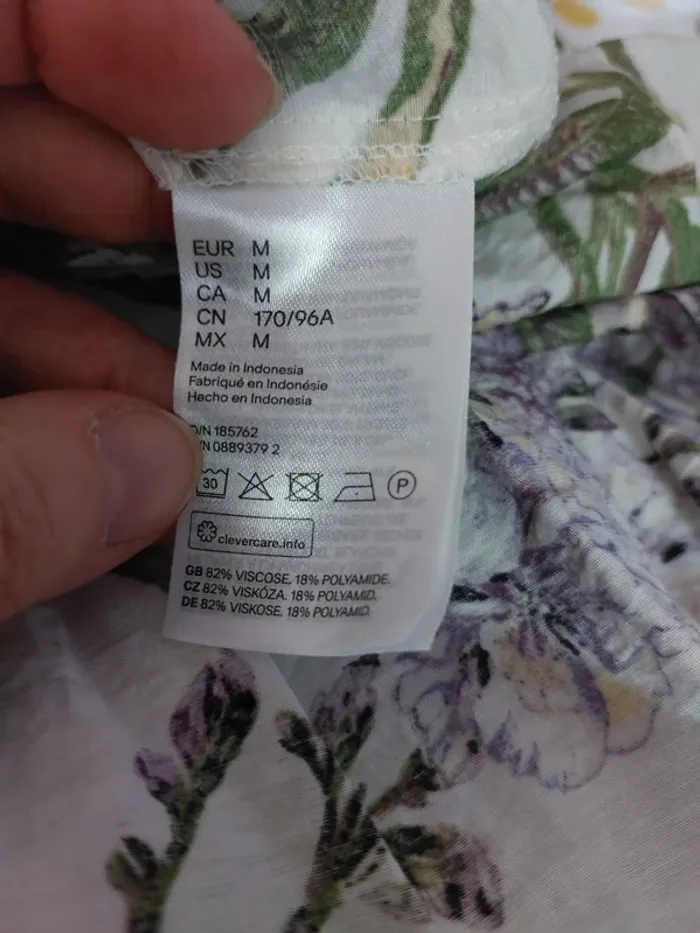 EUR M
US M
CA M
CN 170/96A
MX M
Made in Indonesia
Fabriqué en Indonésie
Hecho en Indonesia
185762
0889379 2
30
P
clevercare.info
GB 82% VISCOSE. 18% POLYAMIDE.
CZ 82% VISKÓZA. 18% POLYAMID.
DE 82% VISKOSE. 18% POLYAMID.